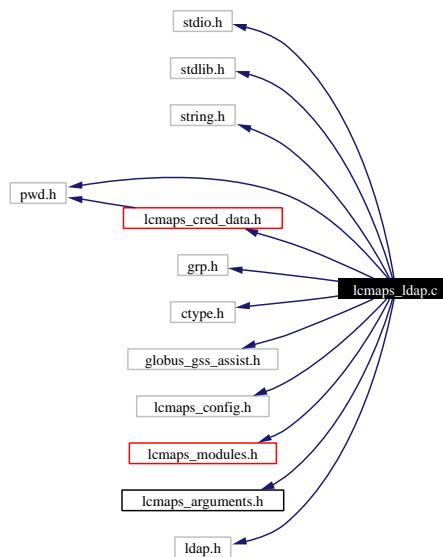 stdio.h
stdlib.h
string.h
pwd.h
lcmaps_cred_data.h
grp.h
lcmaps_ldap.c
ctype.h
globus_gss_assist.h
lcmaps_config.h
lcmaps_modules.h
lcmaps_arguments.h
ldap.h